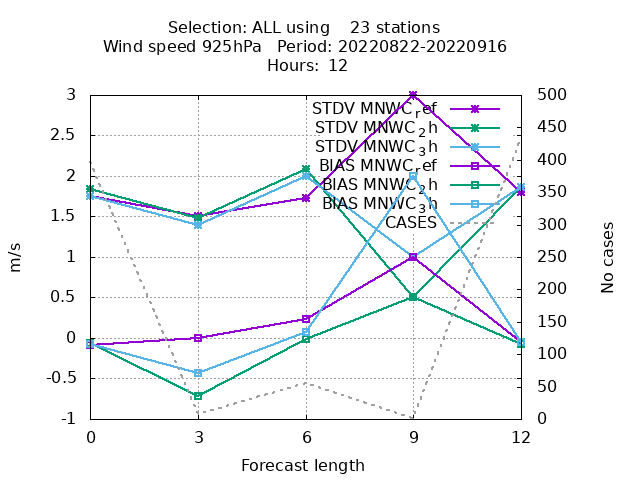 Selection: ALL using    23 stations
Wind speed 925hPa   Period: 20220822-20220916
Hours:  12
3
2.5
2
1.5
1
0.5
0
-0.5
-1
500
450
400
350
300
250
200
150
100
50
0
STDV MNWC_ref
STDV MNWC_2h
STDV MNWC_3h
BIAS MNWC_ref
BIAS MNWC_2h
BIAS MNWC_3h
CASES
m/s
No cases
0 3 6 9 12
Forecast length